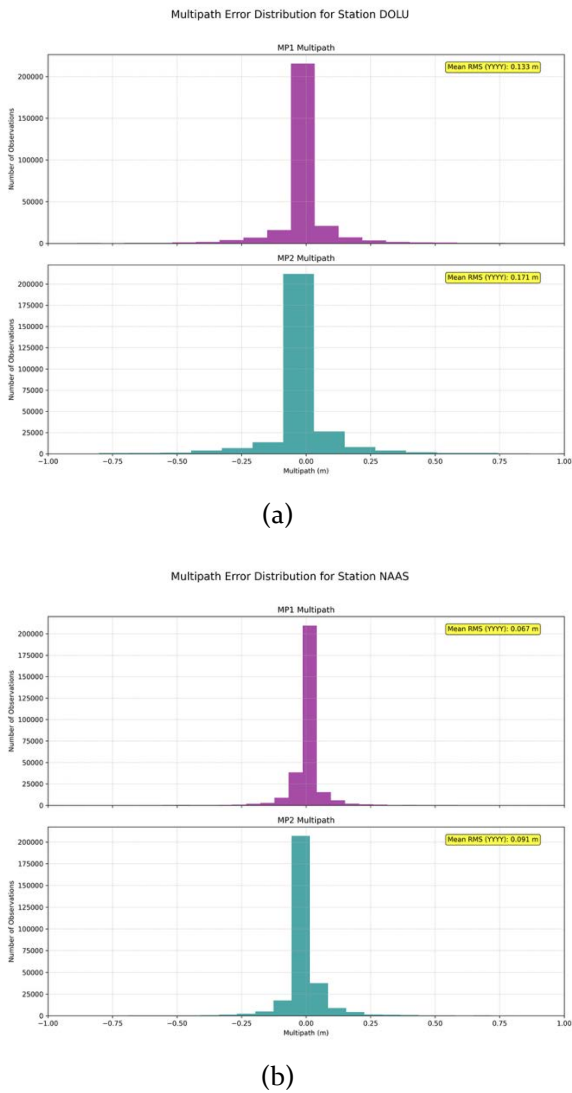 Multipath Error Distribution for Station DOLU
MP1 Multipath
Mean RMS (YYYY): 0.133 m
Number of Observations
200000
150000
100000
50000
0
MP2 Multipath
Mean RMS (YYYY): 0.171 m
Number of Observations
200000
175000
150000
125000
100000
75000
50000
25000
0
−1.00 −0.75 −0.50 −0.25 0.00 0.25 0.50 0.75 1.00
Multipath (m)
(a)
Multipath Error Distribution for Station NAAS
MP1 Multipath
Mean RMS (YYYY): 0.067 m
Number of Observations
200000
175000
150000
125000
100000
75000
50000
25000
0
MP2 Multipath
Mean RMS (YYYY): 0.091 m
Number of Observations
200000
175000
150000
125000
100000
75000
50000
25000
0
−1.00 −0.75 −0.50 −0.25 0.00 0.25 0.50 0.75 1.00
Multipath (m)
(b)